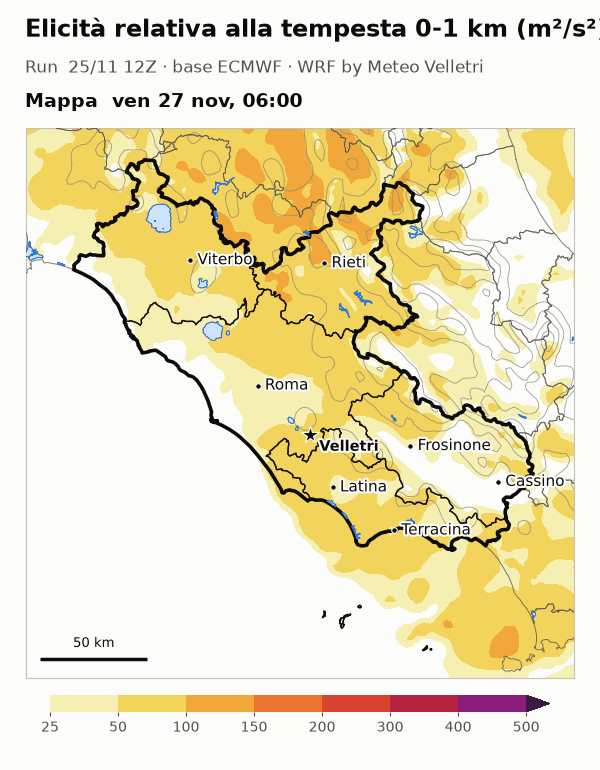 Elicità relativa alla tempesta 0-1 km (m²/s²)
Run  25/11 12Z · base ECMWF · WRF by Meteo Velletri
Mappa  ven 27 nov, 06:00
Viterbo
Rieti
Roma
Velletri
Frosinone
Latina
Cassino
Terracina
50 km
25 50 100 150 200 300 400 500